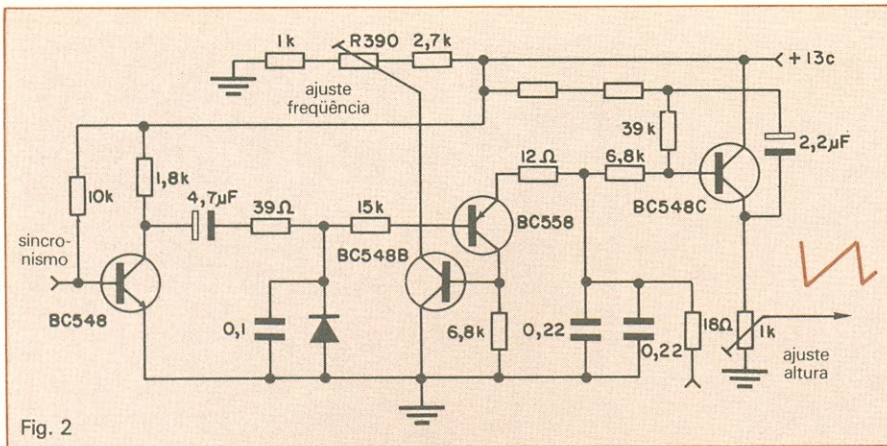 1k
R390
2,7k
+13c
ajuste
freqüência
39k
2,2µF
10k
1,8k
4,7µF
39Ω
15k
12Ω
6,8k
BC548C
BC558
BC548B
sincro-
nismo
BC548
0,1
6,8k
0,22
0,22
18Ω
1k
ajuste
altura
Fig. 2